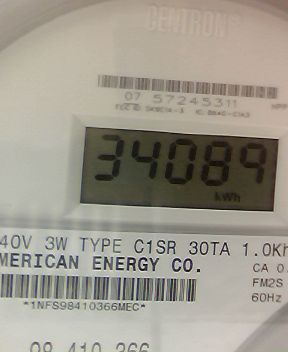 CENTRON®
07 57245311
34089
kWh
40V 3W TYPE C1SR 30TA 1.0Kh
MERICAN ENERGY CO.
CA 0.
FM2S
60Hz
*1NFS98410366MEC*
98 410 366